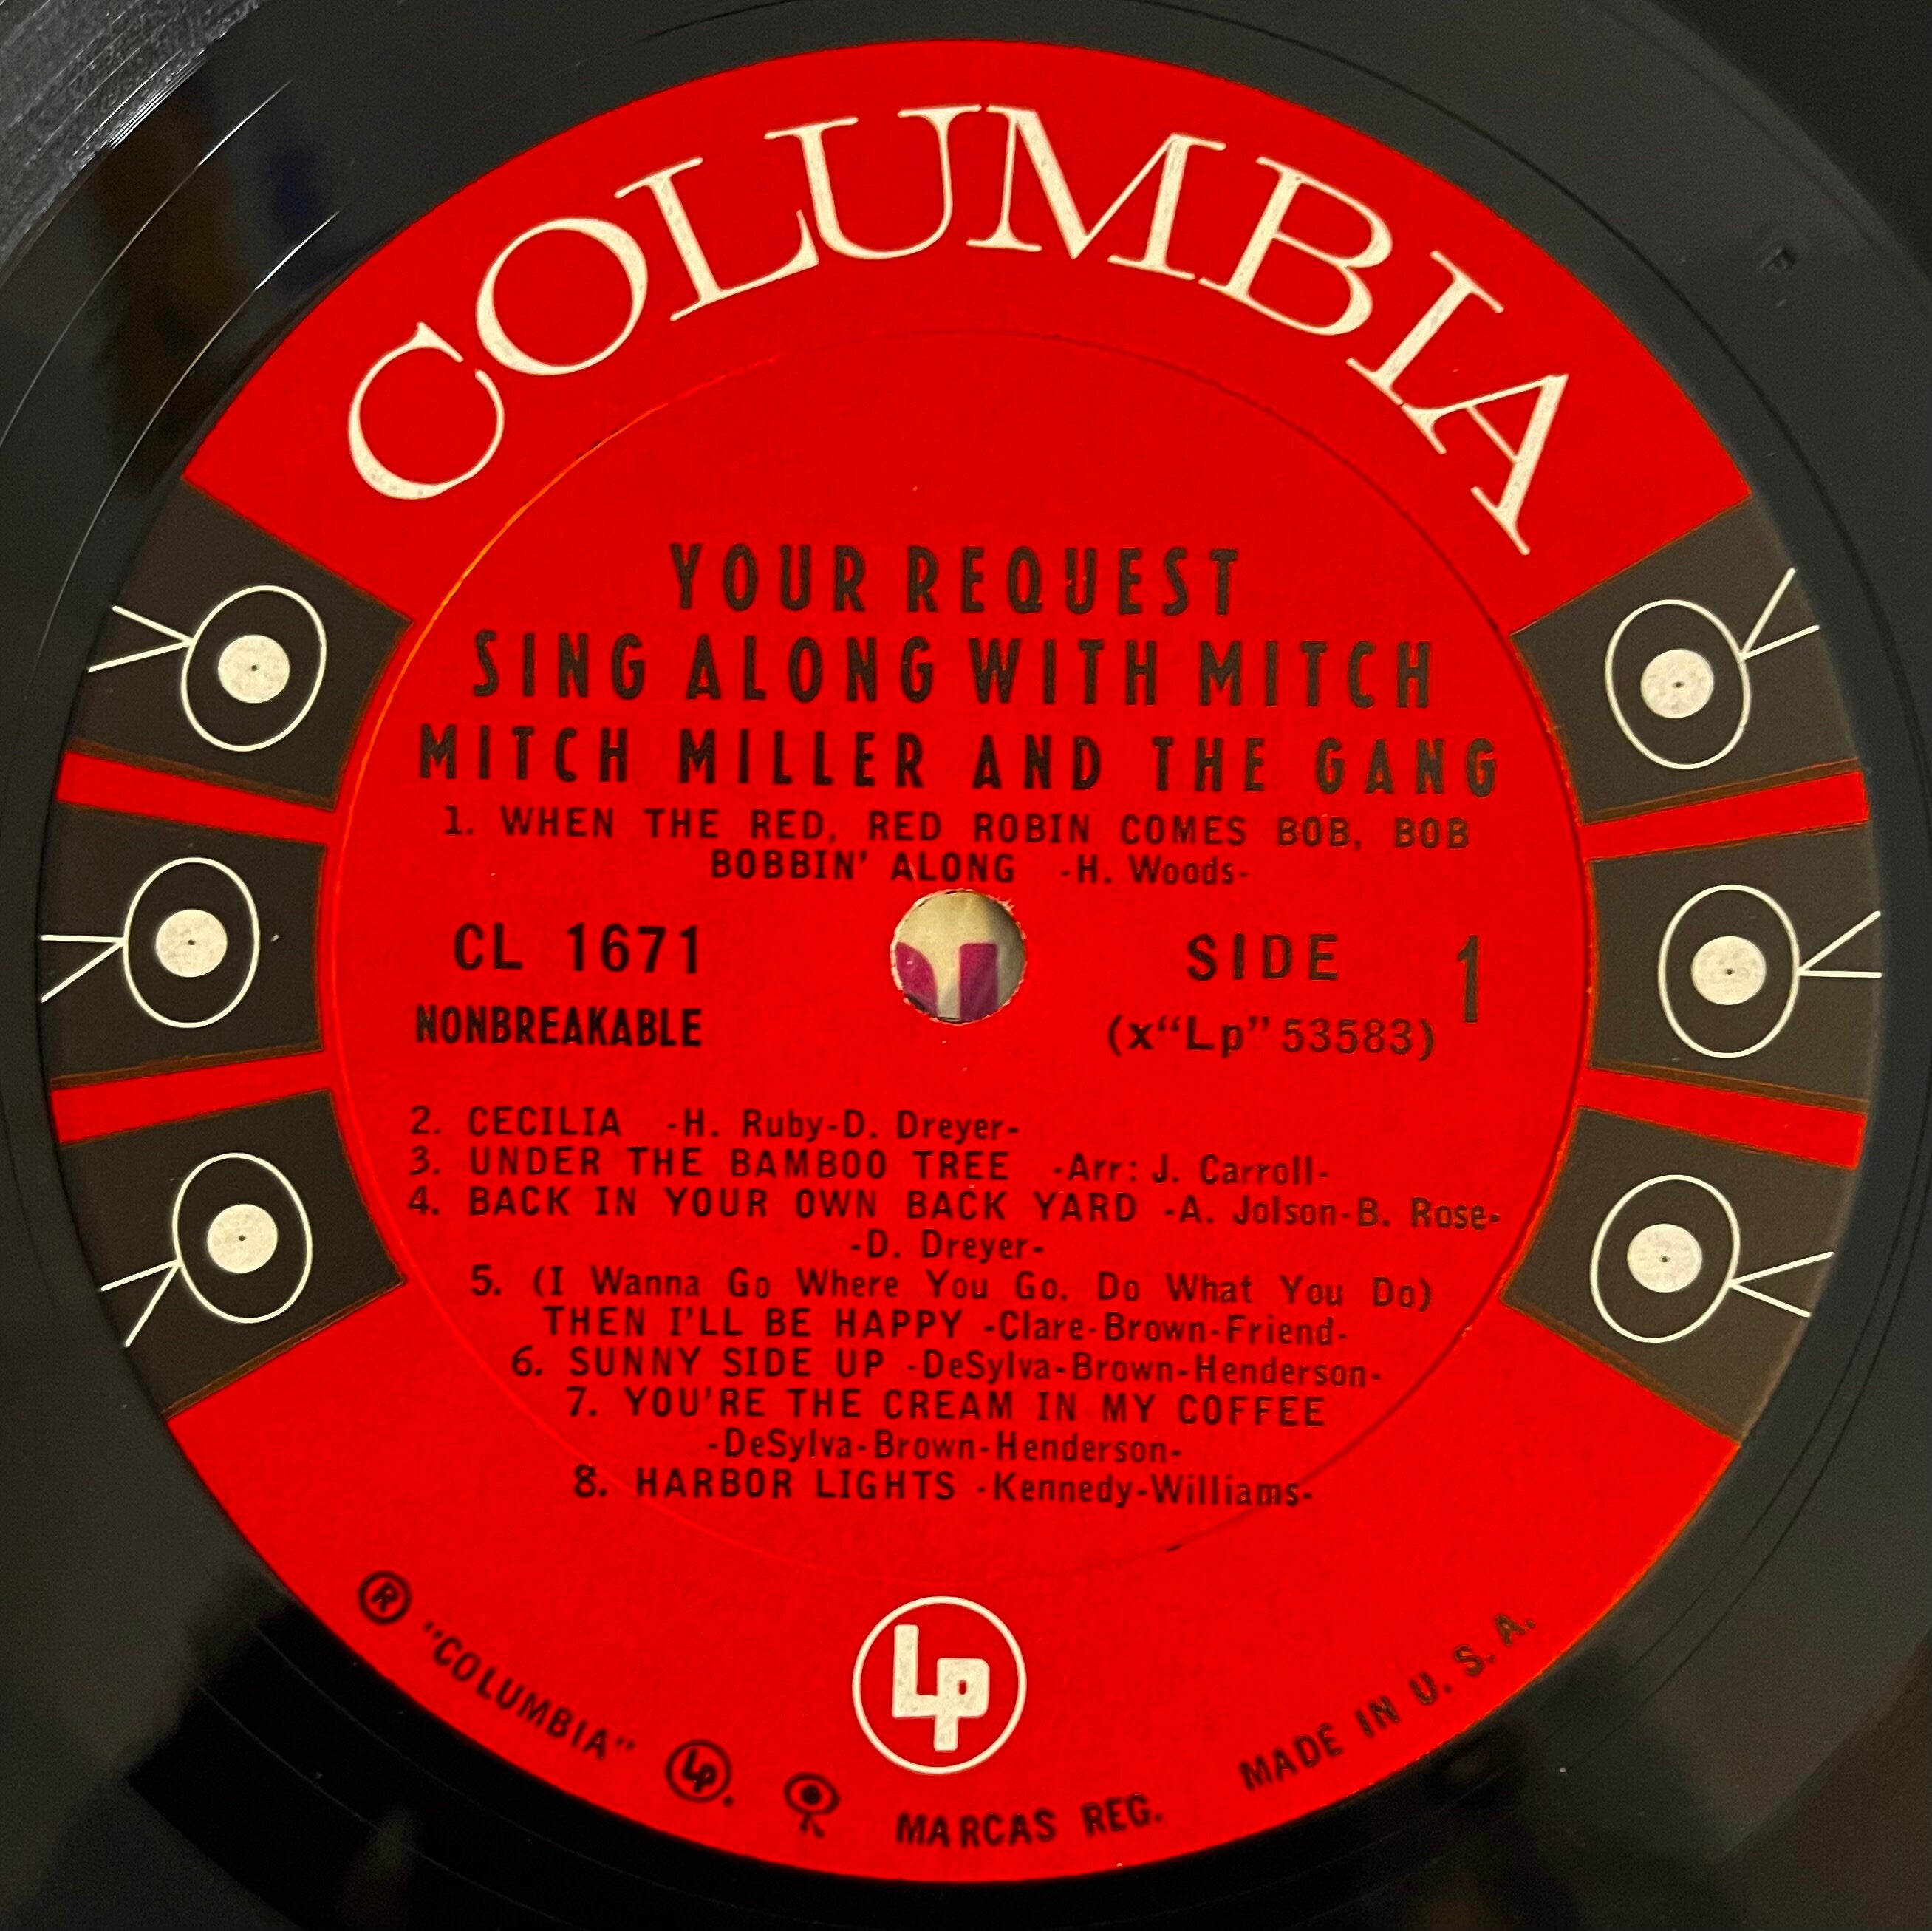 COLUMBIA
YOUR REQUEST
SING ALONG WITH MITCH
MITCH MILLER AND THE GANG
1. WHEN THE RED, RED ROBIN COMES BOB, BOB
BOBBIN' ALONG -H. Woods-
CL 1671
NONBREAKABLE
SIDE 1
(x“Lp” 53583)
2. CECILIA -H. Ruby-D. Dreyer-
3. UNDER THE BAMBOO TREE -Arr: J. Carroll-
4. BACK IN YOUR OWN BACK YARD -A. Jolson-B. Rose-
-D. Dreyer-
5. (I Wanna Go Where You Go, Do What You Do)
THEN I'LL BE HAPPY -Clare-Brown-Friend-
6. SUNNY SIDE UP -DeSylva-Brown-Henderson-
7. YOU'RE THE CREAM IN MY COFFEE
-DeSylva-Brown-Henderson-
8. HARBOR LIGHTS -Kennedy-Williams-
Lp
® "COLUMBIA" Lp. MARCAS REG. MADE IN U. S. A.
P